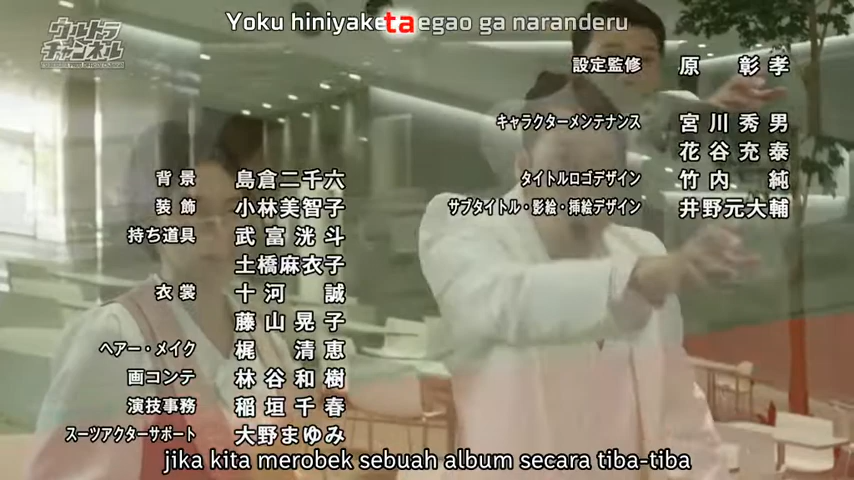 Yoku hiniyaketa egao ga naranderu
ウルトラ
チャンネル
設定監修 原 彰孝
キャラクターメンテナンス 宮川秀男
花谷充泰
タイトルロゴデザイン 竹内 純
サブタイトル・影絵・挿絵デザイン 井野元大輔
背景 島倉二千六
装飾 小林美智子
持ち道具 武富洸斗
土橋麻衣子
衣裳 十河 誠
藤山晃子
ヘアー・メイク 梶 清恵
画コンテ 林谷和樹
演技事務 稲垣千春
スーツアクターサポート 大野まゆみ
jika kita merobek sebuah album secara tiba-tiba